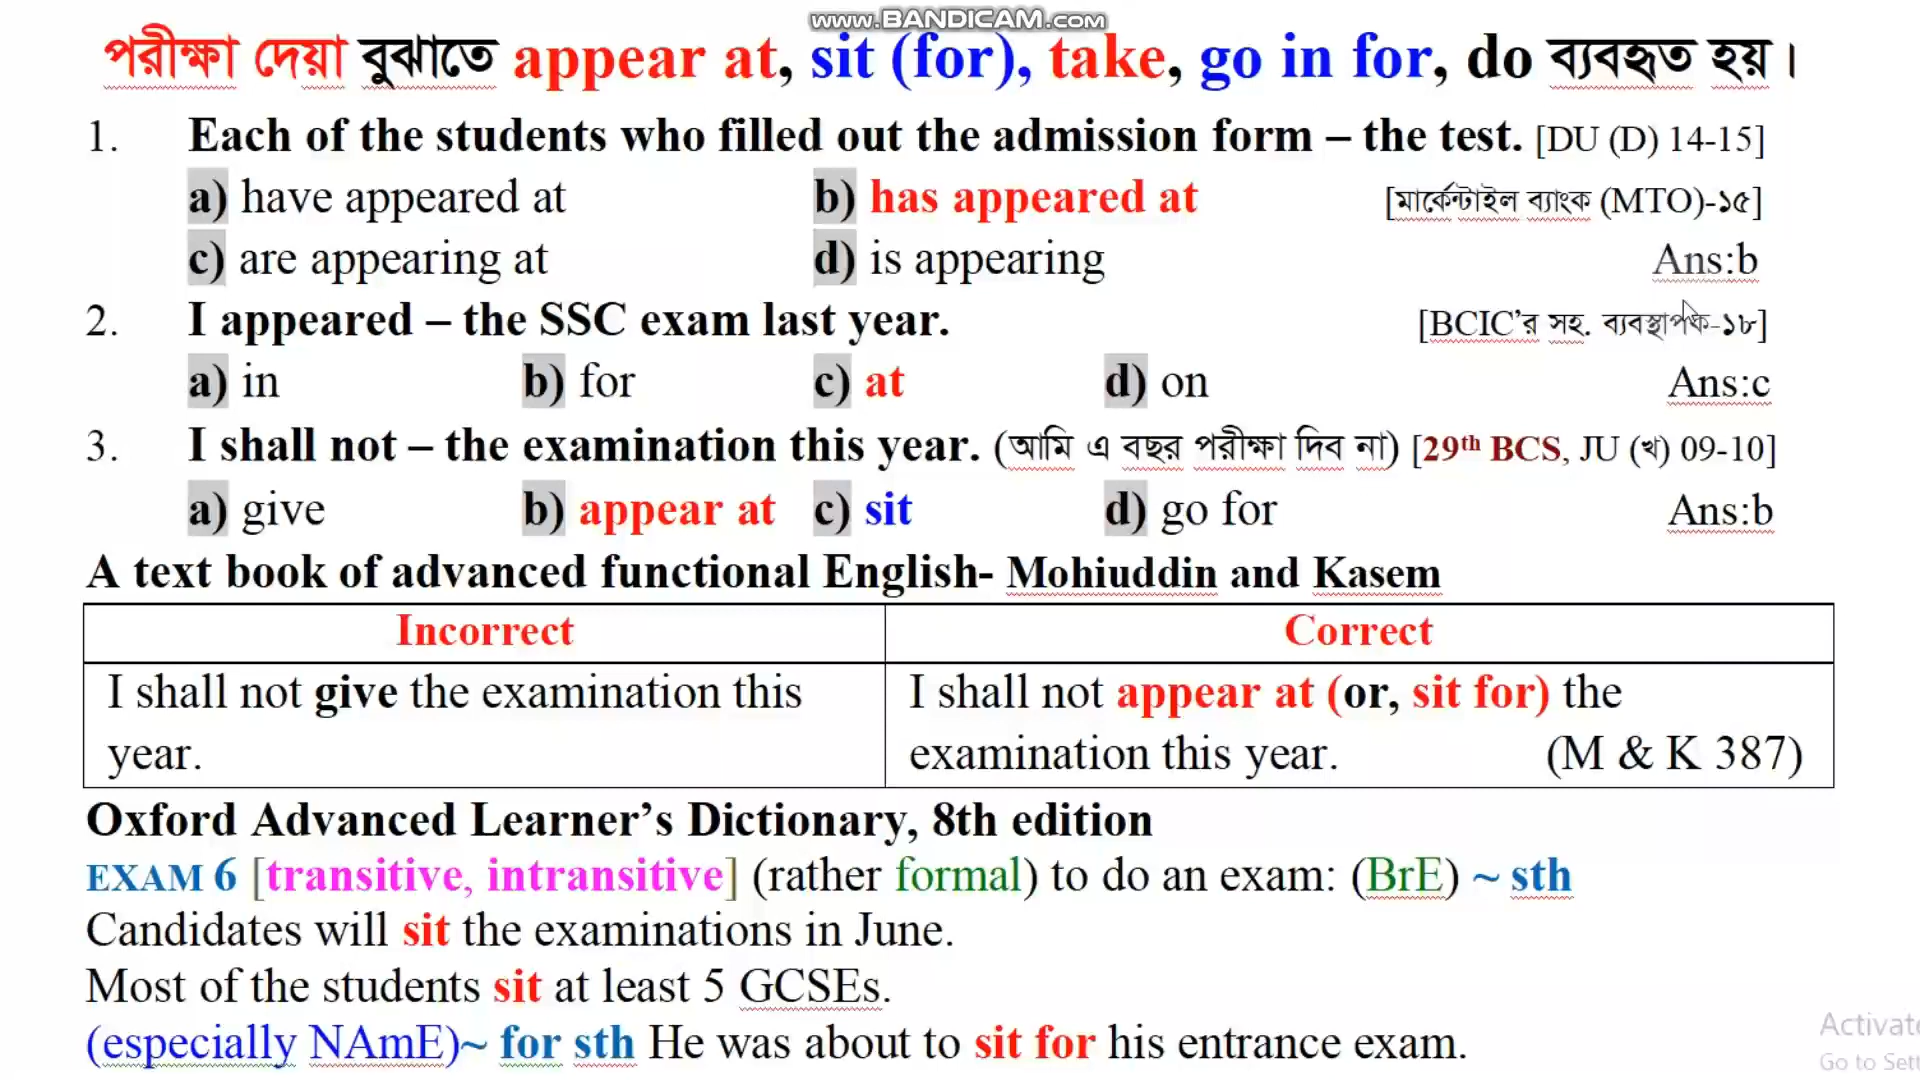 www.BANDICAM.com
পরীক্ষা দেয়া বুঝাতে appear at, sit (for), take, go in for, do ব্যবহৃত হয়।
1. Each of the students who filled out the admission form – the test. [DU (D) 14-15]
a) have appeared at b) has appeared at [মার্কেন্টাইল ব্যাংক (MTO)-১৫]
c) are appearing at d) is appearing Ans:b
2. I appeared – the SSC exam last year. [BCIC’র সহ. ব্যবস্থাপক-১৮]
a) in b) for c) at d) on Ans:c
3. I shall not – the examination this year. (আমি এ বছর পরীক্ষা দিব না) [29th BCS, JU (খ) 09-10]
a) give b) appear at c) sit d) go for Ans:b
A text book of advanced functional English- Mohiuddin and Kasem
Incorrect Correct
I shall not give the examination this year.
I shall not appear at (or, sit for) the examination this year. (M & K 387)
Oxford Advanced Learner’s Dictionary, 8th edition
EXAM 6 [transitive, intransitive] (rather formal) to do an exam: (BrE) ~ sth
Candidates will sit the examinations in June.
Most of the students sit at least 5 GCSEs.
(especially NAmE)~ for sth He was about to sit for his entrance exam.
Activate
Go to Sett